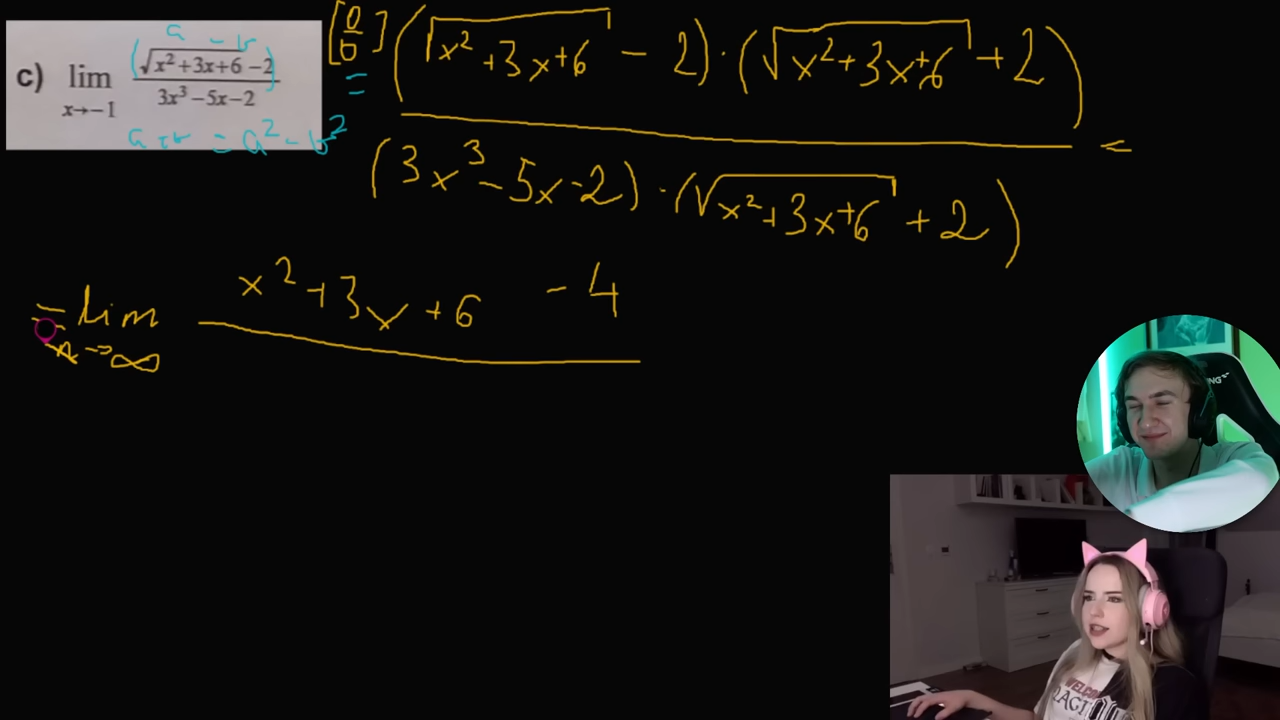 c) lim x→-1 (√x²+3x+6 - 2) / 3x³-5x-2
a - b
a+b = a² - b²
[0/0] = (√x²+3x+6 - 2)·(√x²+3x+6 + 2) / (3x³-5x-2)·(√x²+3x+6 + 2) =
= lim x→∞ x²+3x+6 - 4
WELCOME